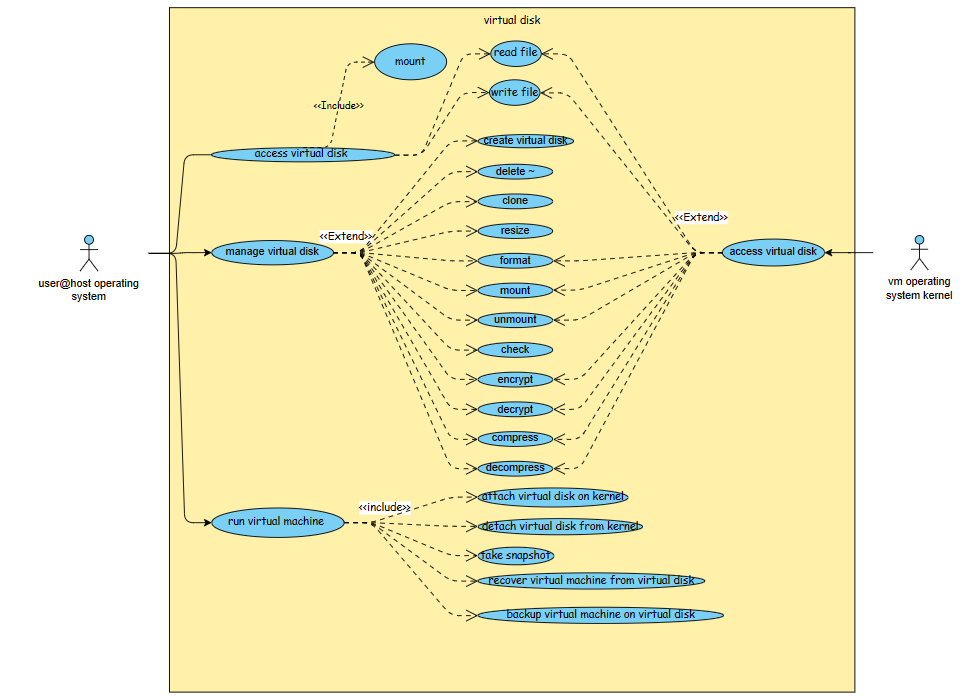 virtual disk
read file
mount
write file
<<Include>>
create virtual disk
access virtual disk
delete ~
clone
<<Extend>>
resize
<<Extend>>
manage virtual disk
access virtual disk
format
user@host operating
system
vm operating
system kernel
mount
unmount
check
encrypt
decrypt
compress
decompress
attach virtual disk on kernel
<<include>>
run virtual machine
detach virtual disk from kernel
take snapshot
recover virtual machine from virtual disk
backup virtual machine on virtual disk